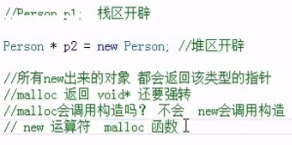 //Person p1;  栈区开辟
Person * p2 = new Person; //堆区开辟
//所有new出来的对象 都会返回该类型的指针
//malloc 返回 void* 还要强转
//malloc会调用构造吗? 不会  new会调用构造
// new 运算符  malloc 函数